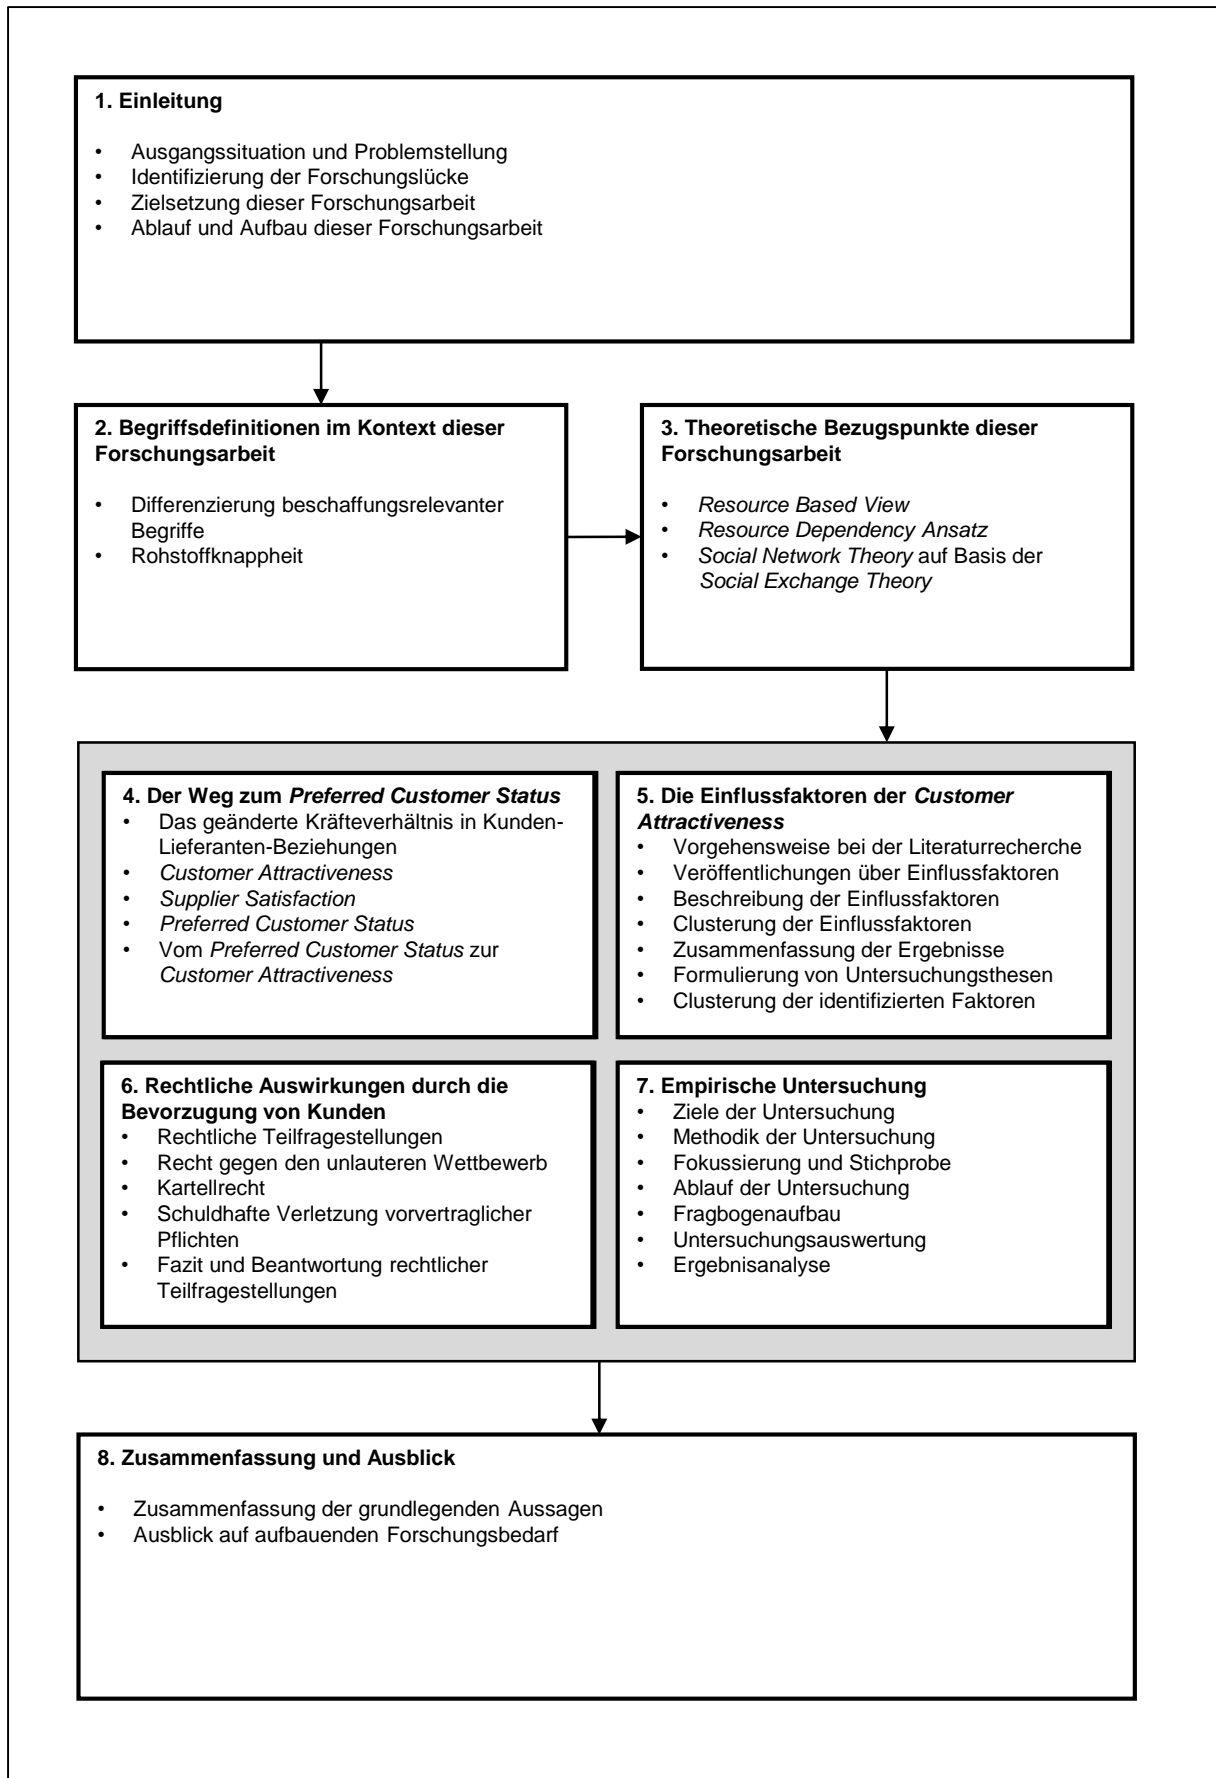 1. Einleitung
• Ausgangssituation und Problemstellung
• Identifizierung der Forschungslücke
• Zielsetzung dieser Forschungsarbeit
• Ablauf und Aufbau dieser Forschungsarbeit
2. Begriffsdefinitionen im Kontext dieser
Forschungsarbeit
• Differenzierung beschaffungsrelevanter
Begriffe
• Rohstoffknappheit
3. Theoretische Bezugspunkte dieser
Forschungsarbeit
• Resource Based View
• Resource Dependency Ansatz
• Social Network Theory auf Basis der
Social Exchange Theory
4. Der Weg zum Preferred Customer Status
• Das geänderte Kräfteverhältnis in Kunden-
Lieferanten-Beziehungen
• Customer Attractiveness
• Supplier Satisfaction
• Preferred Customer Status
• Vom Preferred Customer Status zur
Customer Attractiveness
5. Die Einflussfaktoren der Customer
Attractiveness
• Vorgehensweise bei der Literaturrecherche
• Veröffentlichungen über Einflussfaktoren
• Beschreibung der Einflussfaktoren
• Clusterung der Einflussfaktoren
• Zusammenfassung der Ergebnisse
• Formulierung von Untersuchungsthesen
• Clusterung der identifizierten Faktoren
6. Rechtliche Auswirkungen durch die
Bevorzugung von Kunden
• Rechtliche Teilfragestellungen
• Recht gegen den unlauteren Wettbewerb
• Kartellrecht
• Schuldhafte Verletzung vorvertraglicher
Pflichten
• Fazit und Beantwortung rechtlicher
Teilfragestellungen
7. Empirische Untersuchung
• Ziele der Untersuchung
• Methodik der Untersuchung
• Fokussierung und Stichprobe
• Ablauf der Untersuchung
• Fragbogenaufbau
• Untersuchungsauswertung
• Ergebnisanalyse
8. Zusammenfassung und Ausblick
• Zusammenfassung der grundlegenden Aussagen
• Ausblick auf aufbauenden Forschungsbedarf